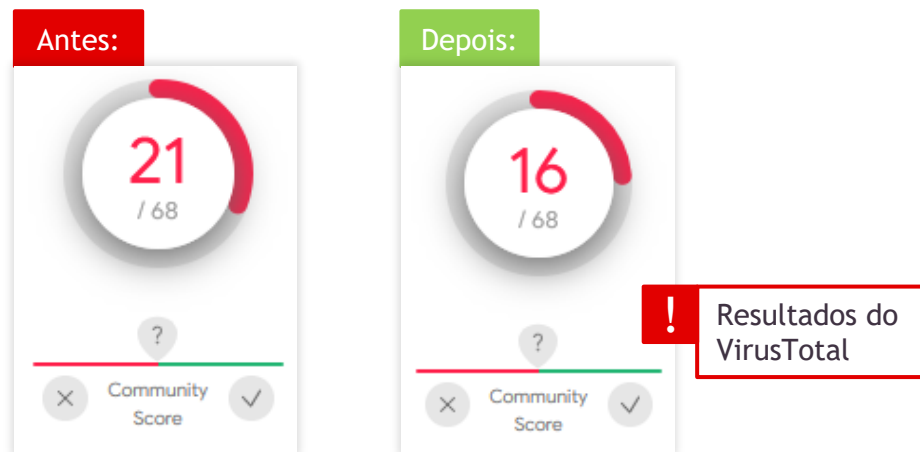 Antes:
21
/ 68
?
Community
Score
Depois:
16
/ 68
?
Community
Score
!
Resultados do
VirusTotal